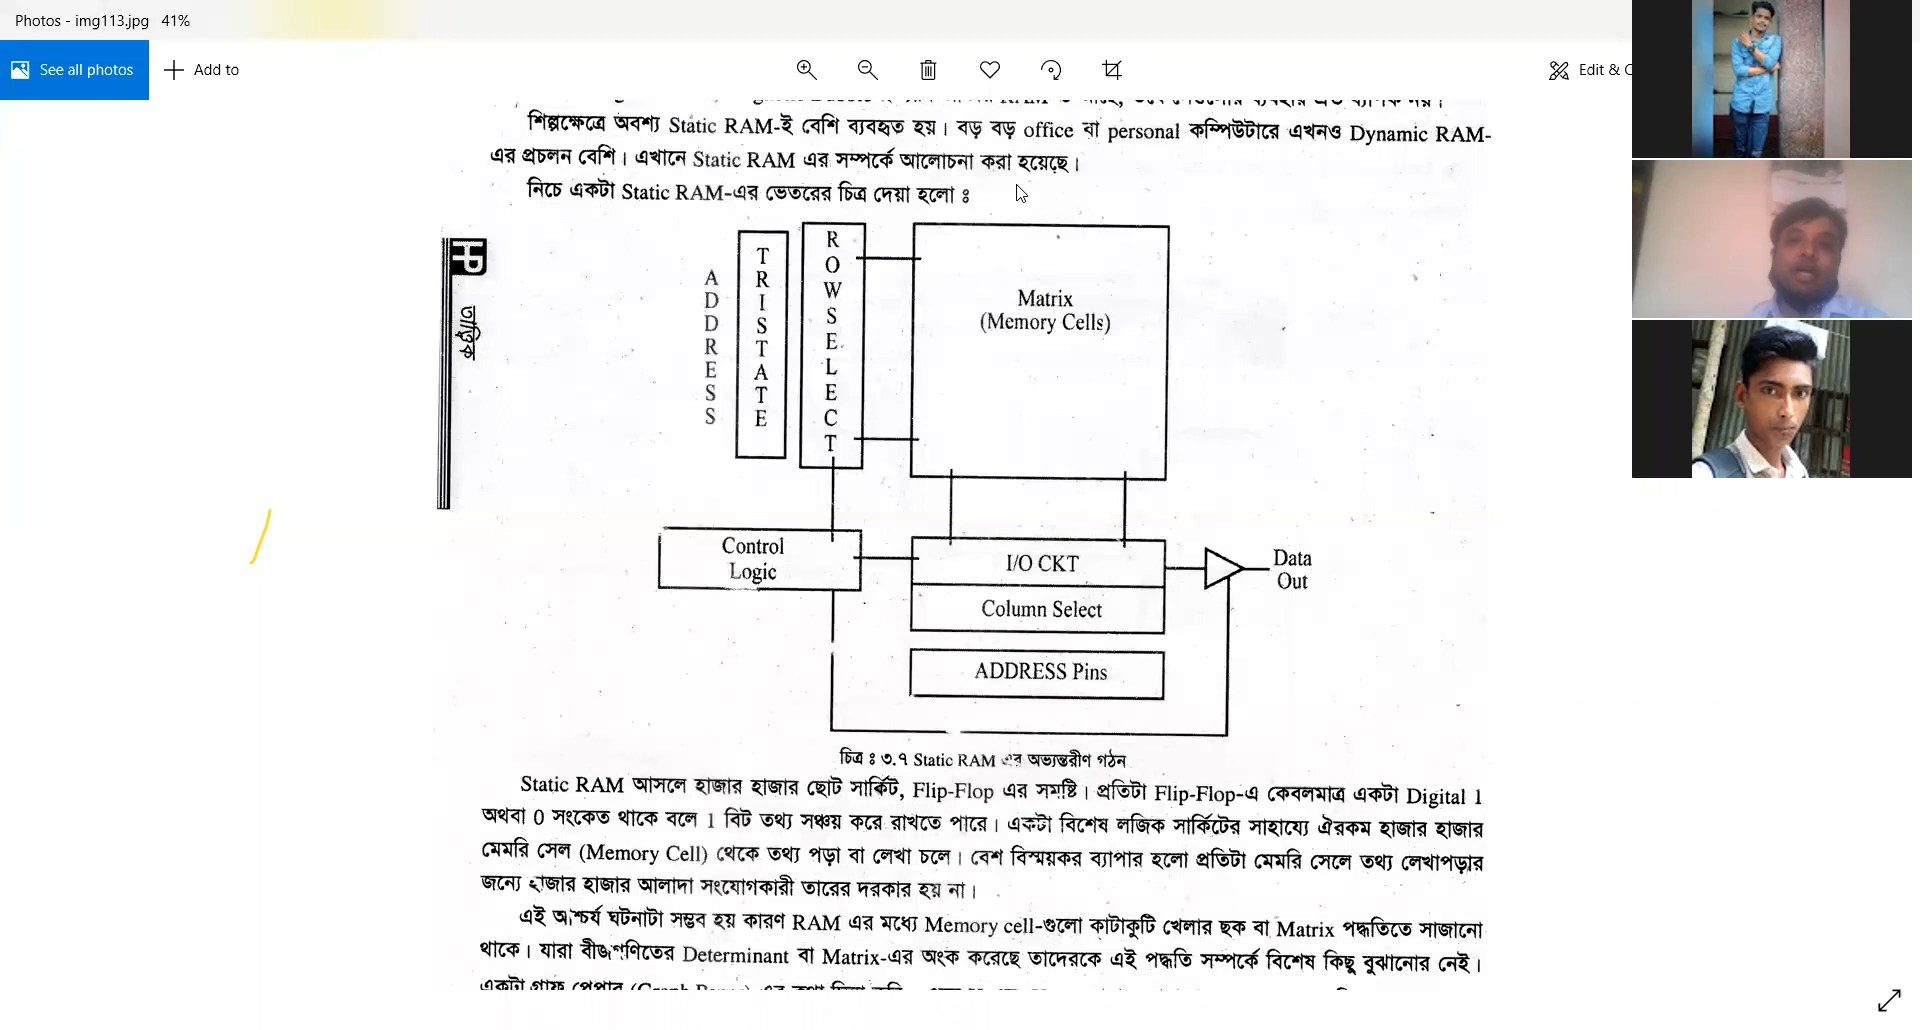 Photos - img113.jpg 41%
See all photos
Add to
Edit & C
শিল্পক্ষেত্রে অবশ্য Static RAM-ই বেশি ব্যবহৃত হয়। বড় বড় office বা personal কম্পিউটারে এখনও Dynamic RAM-
এর প্রচলন বেশি। এখানে Static RAM এর সম্পর্কে আলোচনা করা হয়েছে।
নিচে একটা Static RAM-এর ভেতরের চিত্র দেয়া হলো ঃ
ADDRESS
TRISTATE
ROWSELECT
Matrix
(Memory Cells)
Control
Logic
I/O CKT
Column Select
ADDRESS Pins
Data
Out
চিত্র ঃ ৩.৭ Static RAM এর অভ্যন্তরীণ গঠন
Static RAM আসলে হাজার হাজার ছোট সার্কিট, Flip-Flop এর সমষ্টি। প্রতিটা Flip-Flop-এ কেবলমাত্র একটা Digital 1
অথবা 0 সংকেত থাকে বলে 1 বিট তথ্য সঞ্চয় করে রাখতে পারে। একটা বিশেষ লজিক সার্কিটের সাহায্যে ঐরকম হাজার হাজার
মেমরি সেল (Memory Cell) থেকে তথ্য পড়া বা লেখা চলে। বেশ বিস্ময়কর ব্যাপার হলো প্রতিটা মেমরি সেলে তথ্য লেখাপড়ার
জন্যে হাজার হাজার আলাদা সংযোগকারী তারের দরকার হয় না।
এই আশ্চর্য ঘটনাটা সম্ভব হয় কারণ RAM এর মধ্যে Memory cell-গুলো কাটাকুটি খেলার ছক বা Matrix পদ্ধতিতে সাজানো
থাকে। যারা বীজগণিতের Determinant বা Matrix-এর অংক করেছে তাদেরকে এই পদ্ধতি সম্পর্কে বিশেষ কিছু বুঝানোর নেই।